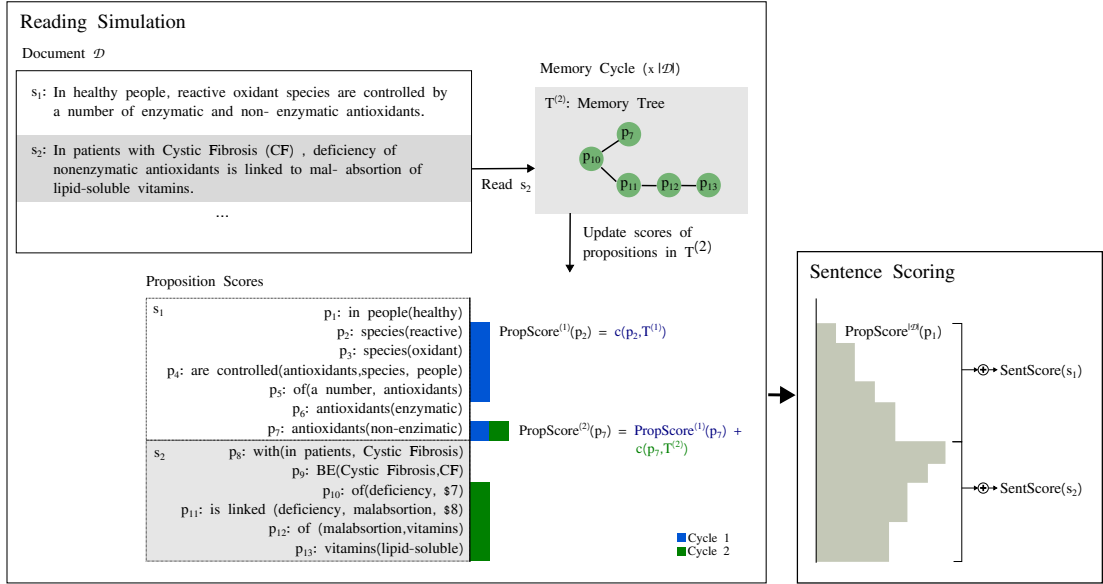 Reading Simulation
Document 𝒟
s₁: In healthy people, reactive oxidant species are controlled by
a number of enzymatic and non- enzymatic antioxidants.
s₂: In patients with Cystic Fibrosis (CF) , deficiency of
nonenzymatic antioxidants is linked to mal- absortion of
lipid-soluble vitamins.
...
Read s₂
Memory Cycle (x |𝒟|)
T⁽²⁾: Memory Tree
p₇
p₁₀
p₁₁
p₁₂
p₁₃
Update scores of
propositions in T⁽²⁾
Proposition Scores
s₁
p₁: in people(healthy)
p₂: species(reactive)
p₃: species(oxidant)
p₄: are controlled(antioxidants,species, people)
p₅: of(a number, antioxidants)
p₆: antioxidants(enzymatic)
p₇: antioxidants(non-enzimatic)
s₂
p₈: with(in patients, Cystic Fibrosis)
p₉: BE(Cystic Fibrosis,CF)
p₁₀: of(deficiency, $7)
p₁₁: is linked (deficiency, malabsortion, $8)
p₁₂: of (malabsortion,vitamins)
p₁₃: vitamins(lipid-soluble)
PropScore⁽¹⁾(p₂) = c(p₂,T⁽¹⁾)
PropScore⁽²⁾(p₇) = PropScore⁽¹⁾(p₇) +
c(p₇,T⁽²⁾)
Cycle 1
Cycle 2
Sentence Scoring
PropScore^|𝒟|(p₁)
⊕ SentScore(s₁)
⊕ SentScore(s₂)